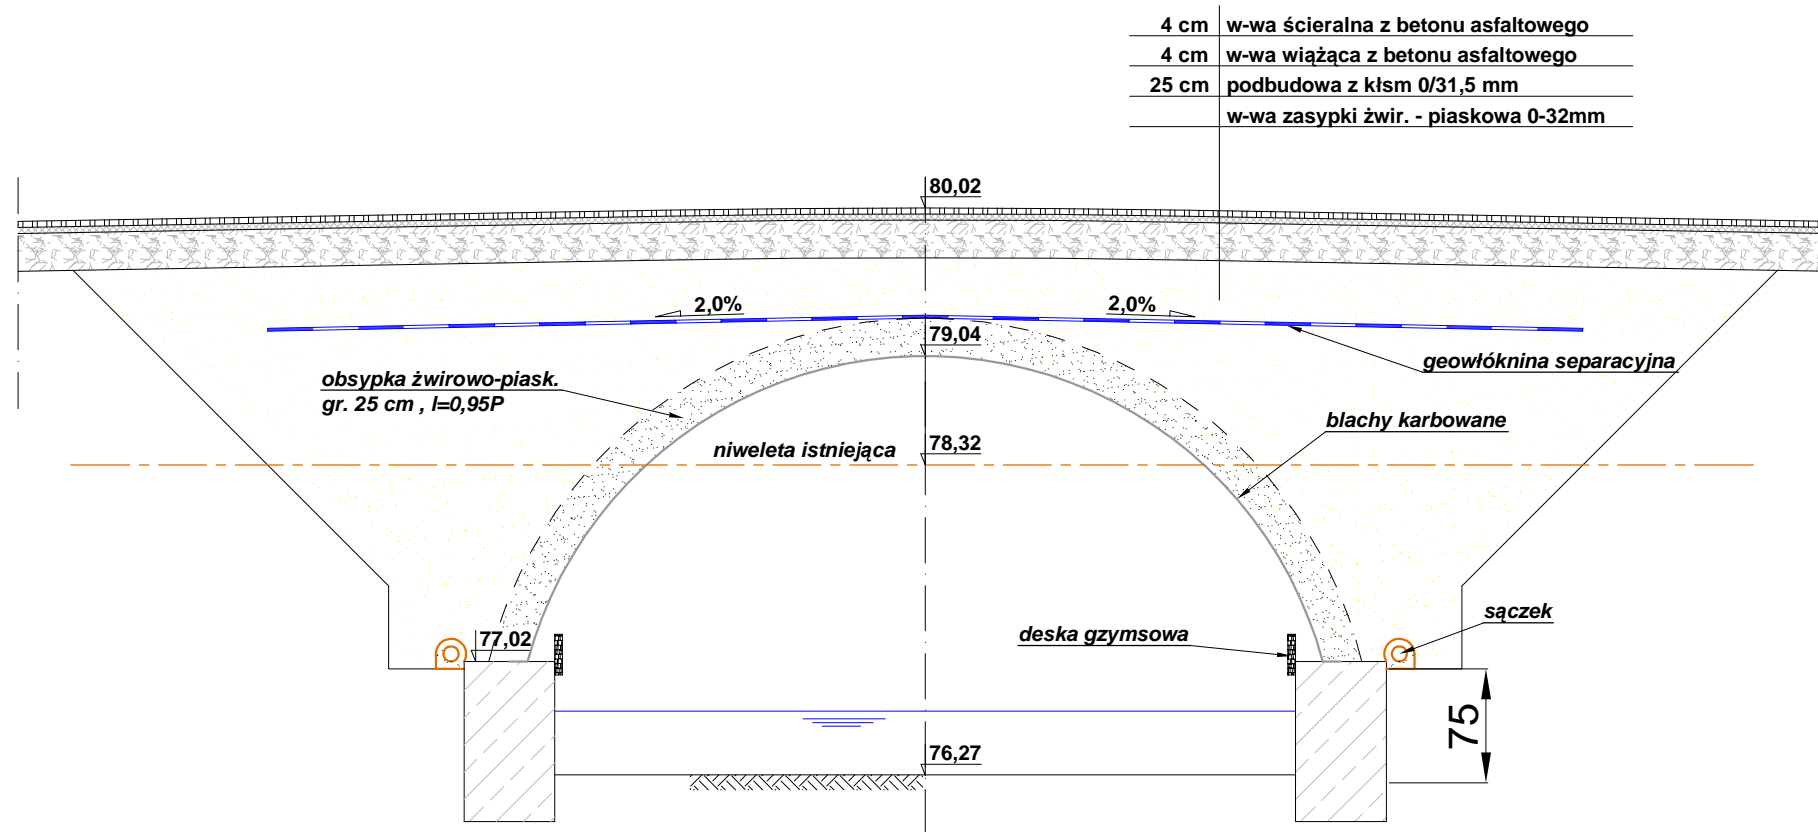 4 cm w-wa ścieralna z betonu asfaltowego
4 cm w-wa wiążąca z betonu asfaltowego
25 cm podbudowa z kłsm 0/31,5 mm
w-wa zasypki żwir. - piaskowa 0-32mm
80,02
2,0% 2,0%
79,04
geowłóknina separacyjna
obsypka żwirowo-piask.
gr. 25 cm , I=0,95P
blachy karbowane
niweleta istniejąca 78,32
sączek
77,02 deska gzymsowa
75
76,27